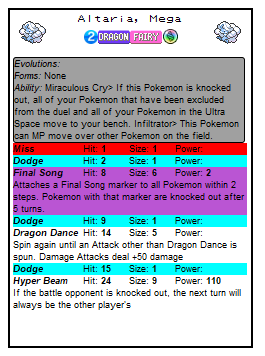 Altaria, Mega
2 DRAGON FAIRY
Evolutions:
Forms: None
Ability: Miraculous Cry> If this Pokemon is knocked
out, all of your Pokemon that have been excluded
from the duel and all of your Pokemon in the Ultra
Space move to your bench. Infiltrator> This Pokemon
can MP move over other Pokemon on the field.
Miss Hit: 1 Size: 1 Power:
Dodge Hit: 2 Size: 1 Power:
Final Song Hit: 8 Size: 6 Power: 2
Attaches a Final Song marker to all Pokemon within 2
steps. Pokemon with that marker are knocked out after
5 turns.
Dodge Hit: 9 Size: 1 Power:
Dragon Dance Hit: 14 Size: 5 Power:
Spin again until an Attack other than Dragon Dance is
spun. Damage Attacks deal +50 damage
Dodge Hit: 15 Size: 1 Power:
Hyper Beam Hit: 24 Size: 9 Power: 110
If the battle opponent is knocked out, the next turn will
always be the other player's